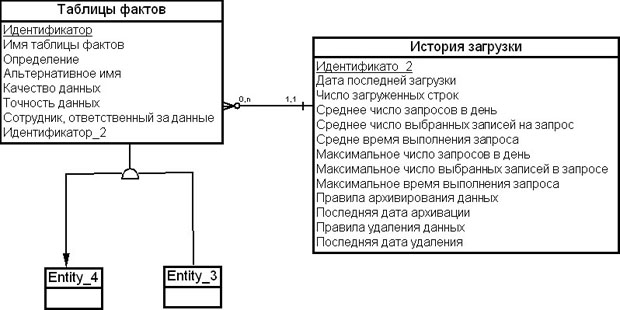 Таблицы фактов
Идентификатор
Имя таблицы фактов
Определение
Альтернативное имя
Качество данных
Точность данных
Сотрудник, ответственный за данные
Идентификатор_2
0,n
1,1
История загрузки
Идентификато_2
Дата последней загрузки
Число загруженных строк
Среднее число запросов в день
Среднее число выбранных записей на запрос
Средне время выполнения запроса
Максимальное число запросов в день
Максимальное число выбранных записей в запросе
Максимальное время выполнения запроса
Правила архивирования данных
Последняя дата архивации
Правила удаления данных
Последняя дата удаления
Entity_4
Entity_3